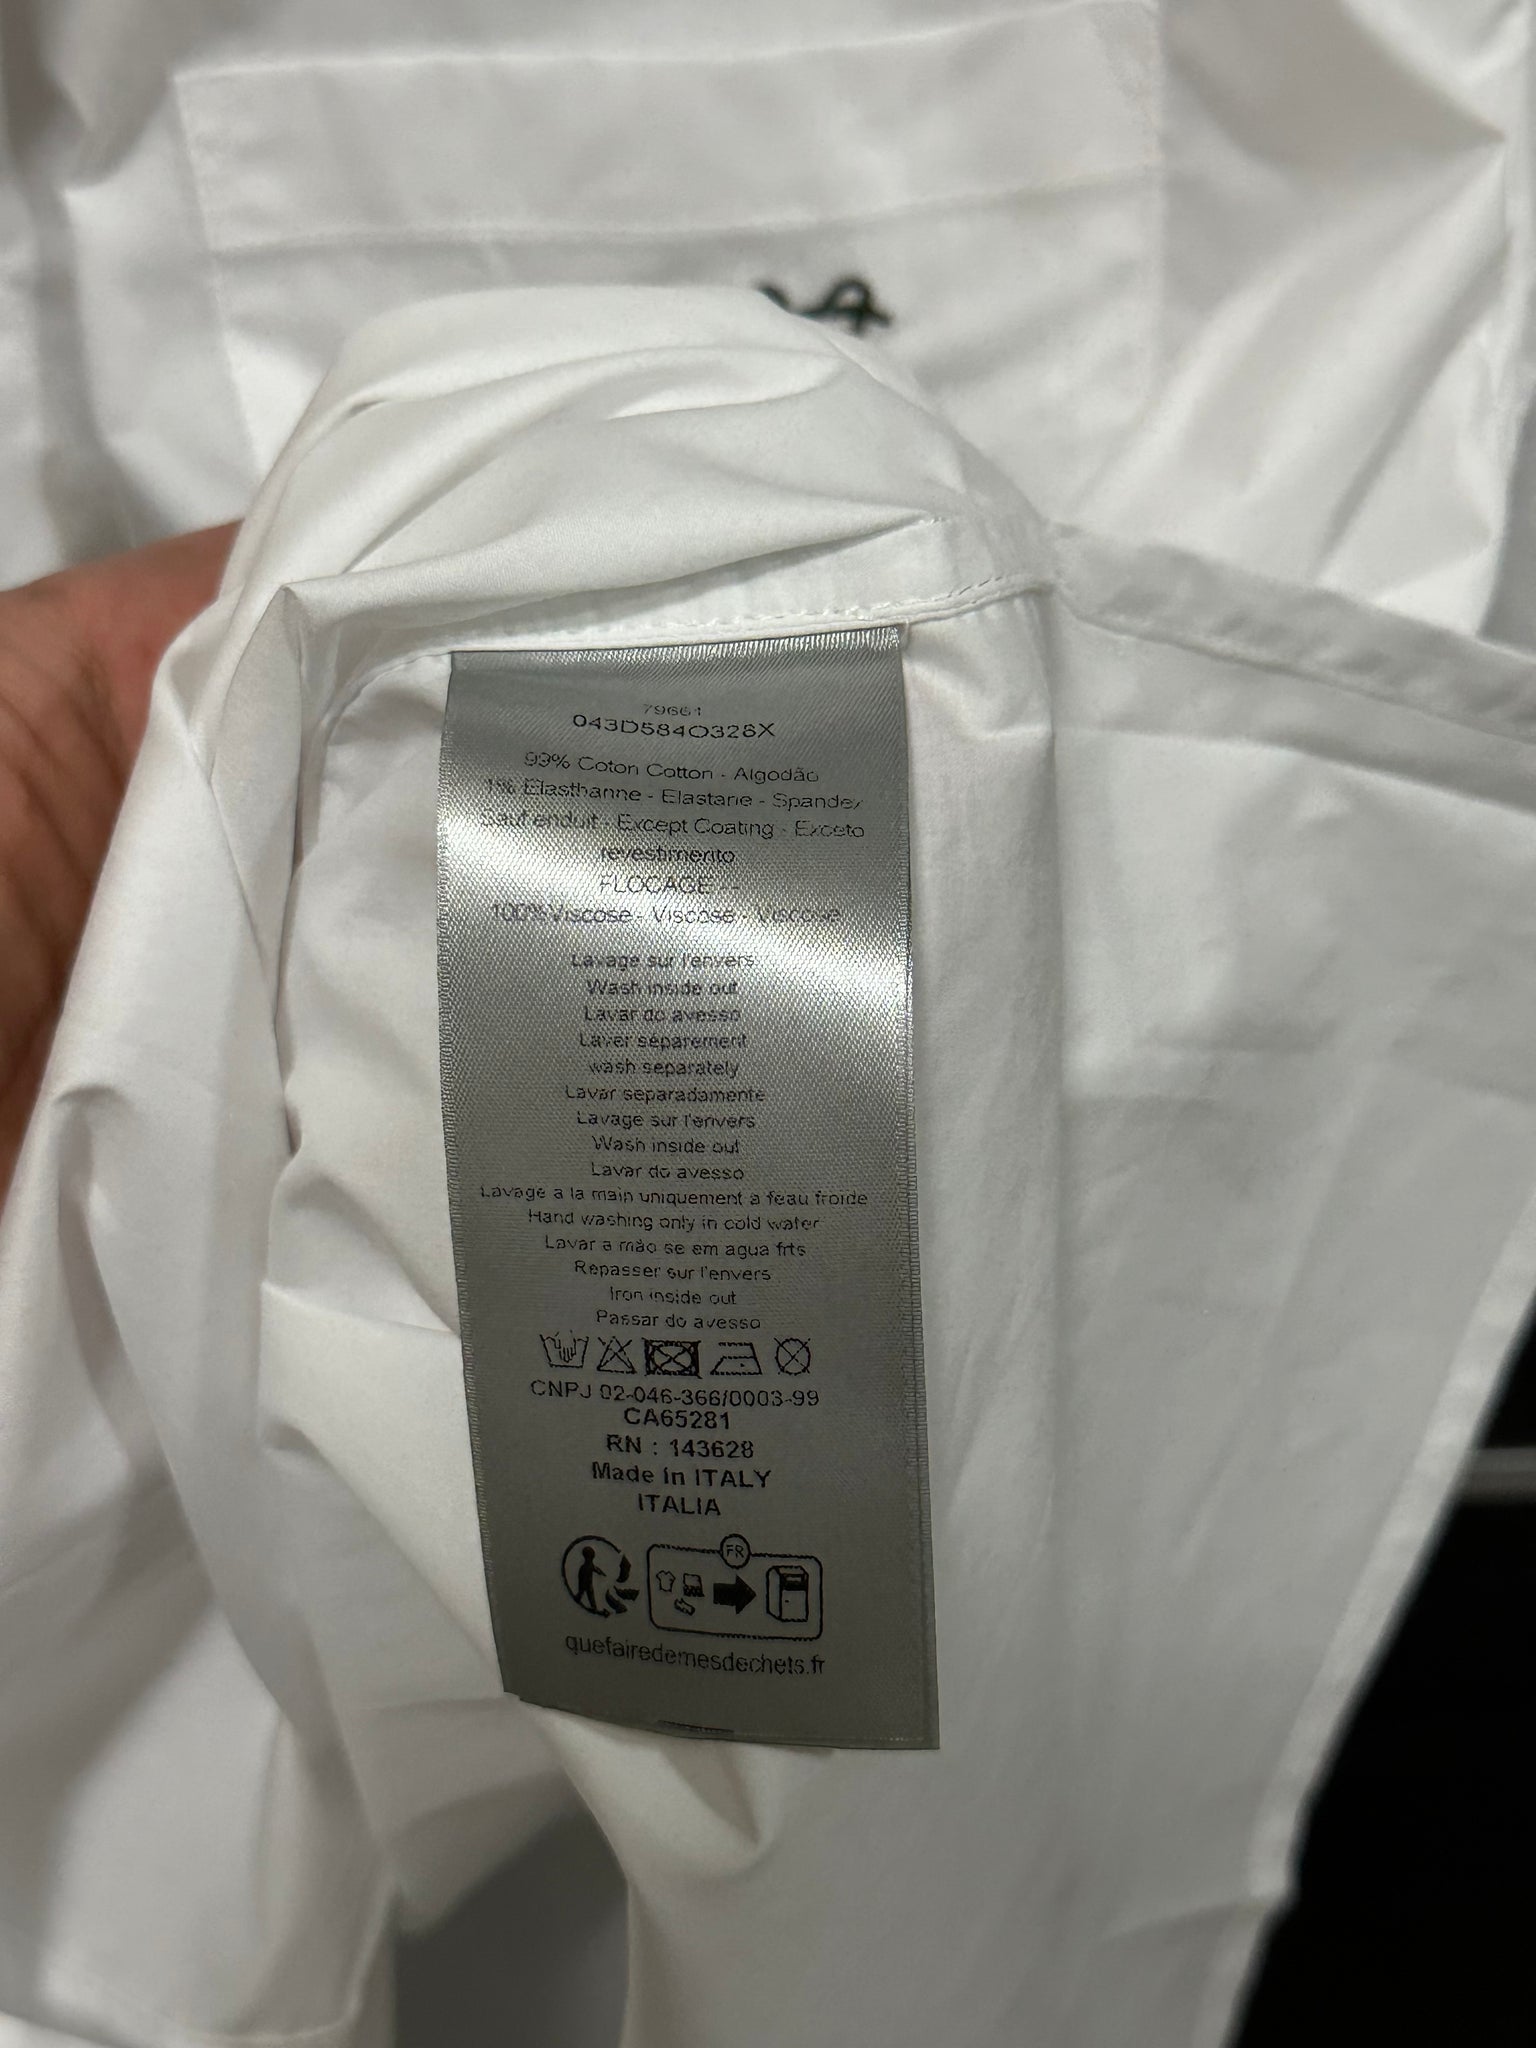 79661
043D584O328X
99% Coton Cotton - Algodão
1% Elasthanne - Elastane - Spandex
Sauf enduit - Except Coating - Exceto
revestimento
FLOCAGE --
100% Viscose - Viscose - Viscose
Lavage sur l'envers
Wash inside out
Lavar do avesso
Laver séparement
wash separately
Lavar separadamente
Lavage sur l'envers
Wash inside out
Lavar do avesso
Lavage a la main uniquement a l'eau froide
Hand washing only in cold water
Lavar a mão se em agua frts
Repasser sur l'envers
Iron inside out
Passar do avesso
CNPJ 02-046-366/0003-99
CA65281
RN : 143628
Made in ITALY
ITALIA
FR
quefairedemesdechets.fr